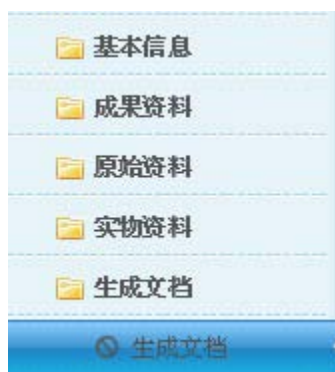 基本信息
成果资料
原始资料
实物资料
生成文档
生成文档